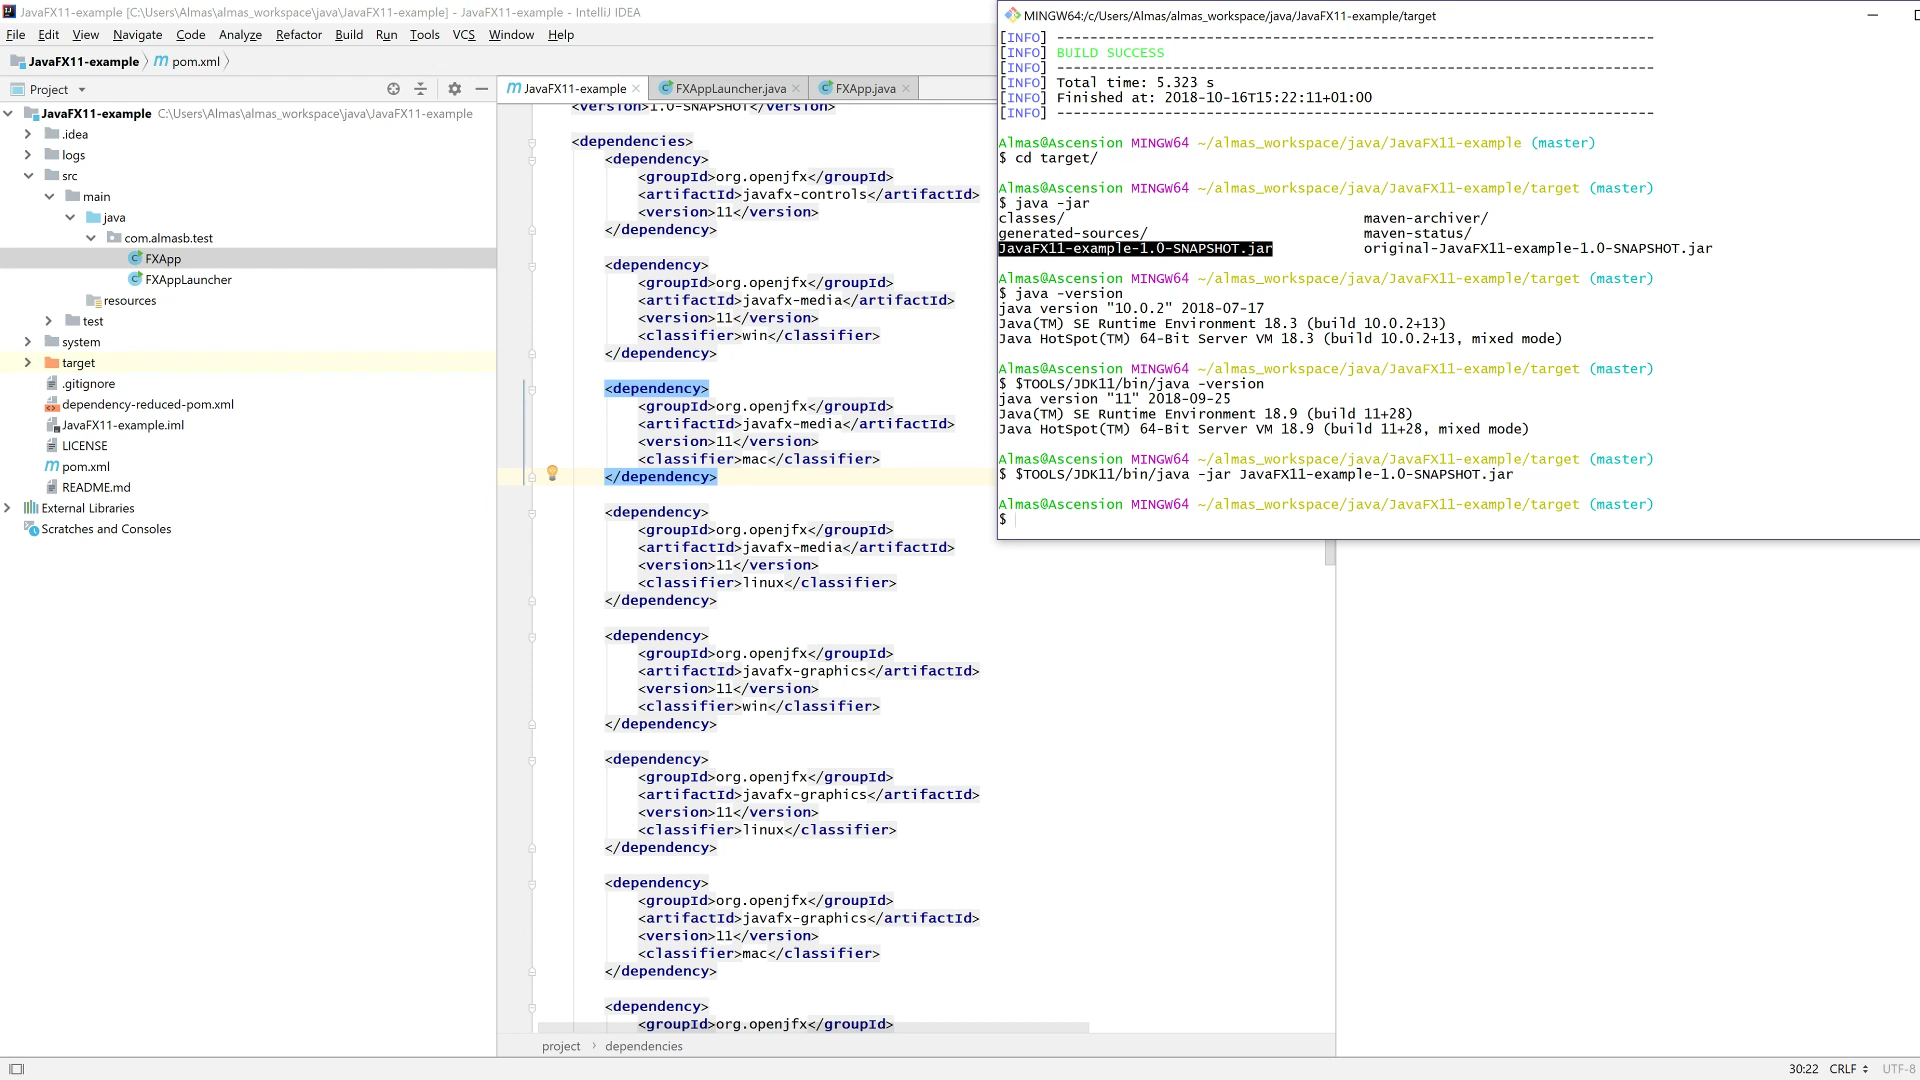 JavaFX11-example [C:\Users\Almas\almas_workspace\java\JavaFX11-example] - JavaFX11-example - IntelliJ IDEA
File Edit View Navigate Code Analyze Refactor Build Run Tools VCS Window Help
JavaFX11-example pom.xml
Project
JavaFX11-example C:\Users\Almas\almas_workspace\java\JavaFX11-example
.idea
logs
src
main
java
com.almasb.test
FXApp
FXAppLauncher
resources
test
system
target
.gitignore
dependency-reduced-pom.xml
JavaFX11-example.iml
LICENSE
pom.xml
README.md
External Libraries
Scratches and Consoles
JavaFX11-example FXAppLauncher.java FXApp.java
<version>1.0-SNAPSHOT</version>
<dependencies>
<dependency>
<groupId>org.openjfx</groupId>
<artifactId>javafx-controls</artifactId>
<version>11</version>
</dependency>
<dependency>
<groupId>org.openjfx</groupId>
<artifactId>javafx-media</artifactId>
<version>11</version>
<classifier>win</classifier>
</dependency>
<dependency>
<groupId>org.openjfx</groupId>
<artifactId>javafx-media</artifactId>
<version>11</version>
<classifier>mac</classifier>
</dependency>
<dependency>
<groupId>org.openjfx</groupId>
<artifactId>javafx-media</artifactId>
<version>11</version>
<classifier>linux</classifier>
</dependency>
<dependency>
<groupId>org.openjfx</groupId>
<artifactId>javafx-graphics</artifactId>
<version>11</version>
<classifier>win</classifier>
</dependency>
<dependency>
<groupId>org.openjfx</groupId>
<artifactId>javafx-graphics</artifactId>
<version>11</version>
<classifier>linux</classifier>
</dependency>
<dependency>
<groupId>org.openjfx</groupId>
<artifactId>javafx-graphics</artifactId>
<version>11</version>
<classifier>mac</classifier>
</dependency>
<dependency>
<groupId>org.openjfx</groupId>
project › dependencies
MINGW64:/c/Users/Almas/almas_workspace/java/JavaFX11-example/target
[INFO] ------------------------------------------------------------------------
[INFO] BUILD SUCCESS
[INFO] ------------------------------------------------------------------------
[INFO] Total time: 5.323 s
[INFO] Finished at: 2018-10-16T15:22:11+01:00
[INFO] ------------------------------------------------------------------------
Almas@Ascension MINGW64 ~/almas_workspace/java/JavaFX11-example (master)
$ cd target/
Almas@Ascension MINGW64 ~/almas_workspace/java/JavaFX11-example/target (master)
$ java -jar
classes/ maven-archiver/
generated-sources/ maven-status/
JavaFX11-example-1.0-SNAPSHOT.jar original-JavaFX11-example-1.0-SNAPSHOT.jar
Almas@Ascension MINGW64 ~/almas_workspace/java/JavaFX11-example/target (master)
$ java -version
java version "10.0.2" 2018-07-17
Java(TM) SE Runtime Environment 18.3 (build 10.0.2+13)
Java HotSpot(TM) 64-Bit Server VM 18.3 (build 10.0.2+13, mixed mode)
Almas@Ascension MINGW64 ~/almas_workspace/java/JavaFX11-example/target (master)
$ $TOOLS/JDK11/bin/java -version
java version "11" 2018-09-25
Java(TM) SE Runtime Environment 18.9 (build 11+28)
Java HotSpot(TM) 64-Bit Server VM 18.9 (build 11+28, mixed mode)
Almas@Ascension MINGW64 ~/almas_workspace/java/JavaFX11-example/target (master)
$ $TOOLS/JDK11/bin/java -jar JavaFX11-example-1.0-SNAPSHOT.jar
Almas@Ascension MINGW64 ~/almas_workspace/java/JavaFX11-example/target (master)
$
30:22 CRLF UTF-8